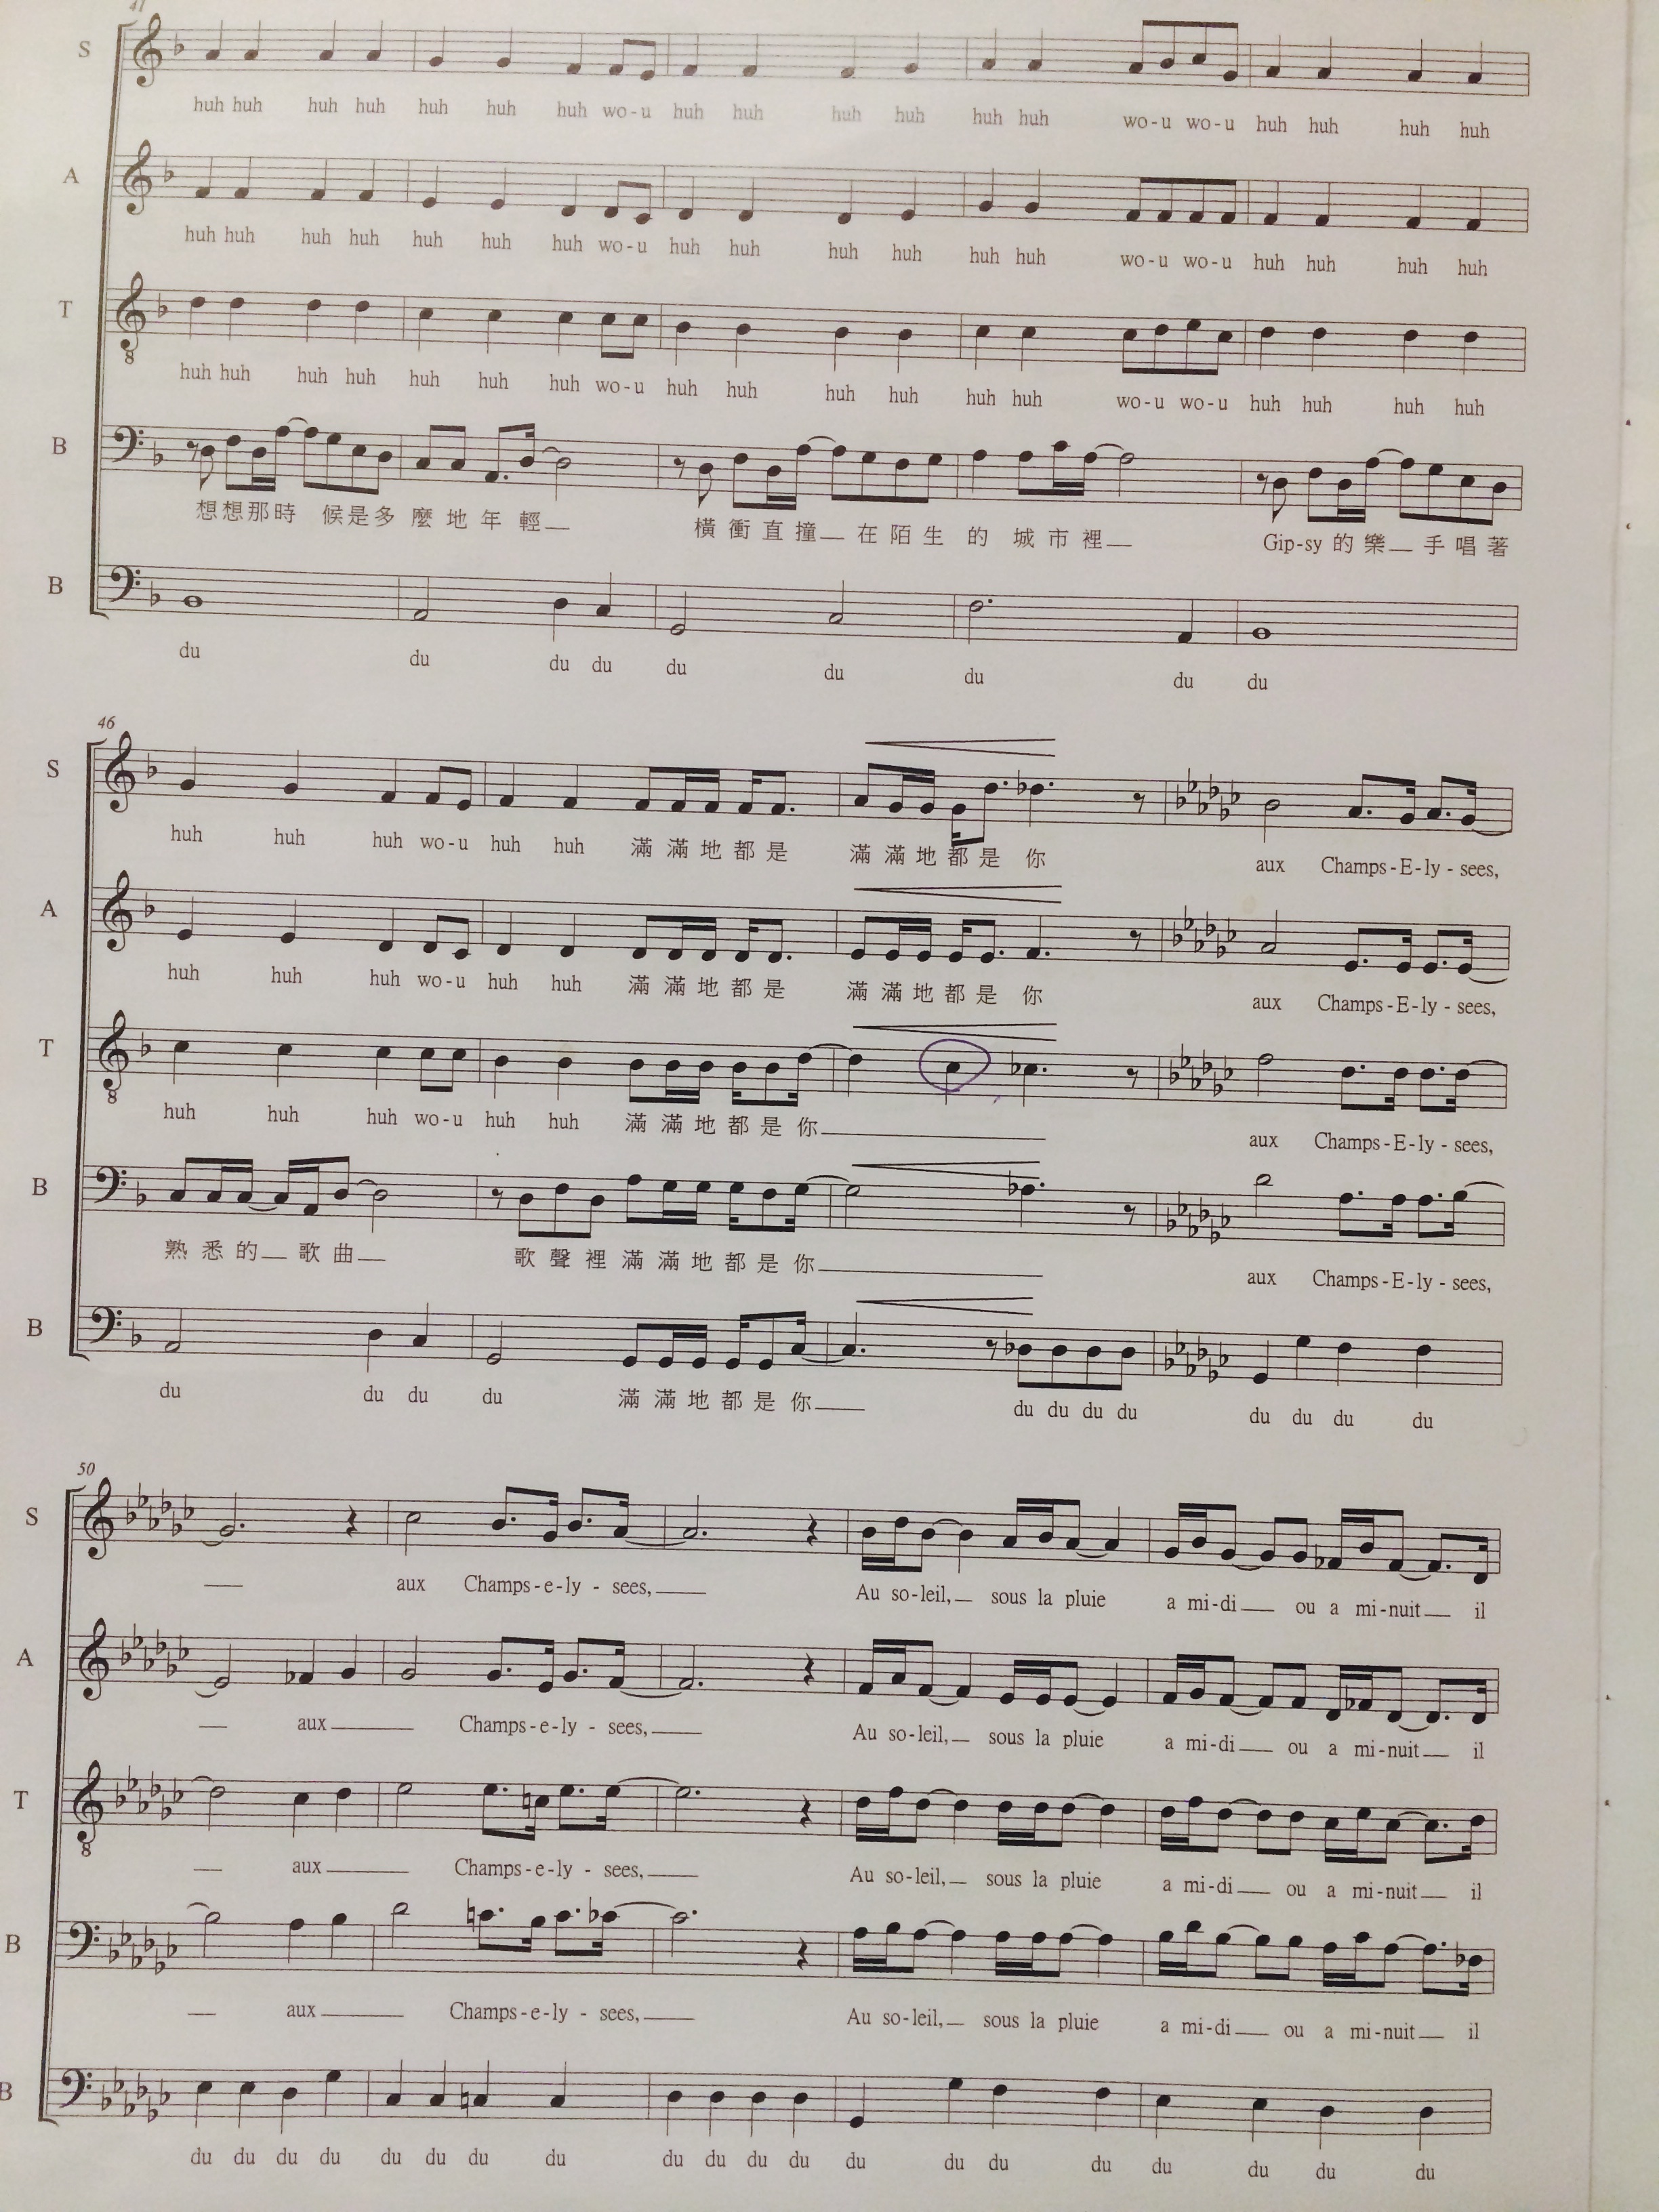 41
S
huh huh huh huh huh huh huh wo-u huh huh huh huh huh huh wo-u wo-u huh huh huh huh
A
huh huh huh huh huh huh huh wo-u huh huh huh huh huh huh wo-u wo-u huh huh huh huh
T
8
huh huh huh huh huh huh huh wo-u huh huh huh huh huh huh wo-u wo-u huh huh huh huh
B
想想那時 候是多 麼地年 輕 橫衝直撞 在陌生 的 城市裡 Gip-sy 的樂 手唱著
B
du du du du du du du du du
46
S
huh huh huh wo-u huh huh 滿滿地都是 滿滿地都是 你 aux Champs-E-ly-sees,
A
huh huh huh wo-u huh huh 滿滿地都是 滿滿地都是 你 aux Champs-E-ly-sees,
T
8
huh huh huh wo-u huh huh 滿滿地都是你 aux Champs-E-ly-sees,
B
熟悉的 歌曲 歌聲裡滿滿地都是你 aux Champs-E-ly-sees,
B
du du du du 滿滿地都是你 du du du du du du du du
50
S
aux Champs-e-ly-sees, Au so-leil, sous la pluie a mi-di ou a mi-nuit il
A
aux Champs-e-ly-sees, Au so-leil, sous la pluie a mi-di ou a mi-nuit il
T
8
aux Champs-e-ly-sees, Au so-leil, sous la pluie a mi-di ou a mi-nuit il
B
aux Champs-e-ly-sees, Au so-leil, sous la pluie a mi-di ou a mi-nuit il
B
du du du du du du du du du du du du du du du du du du du du